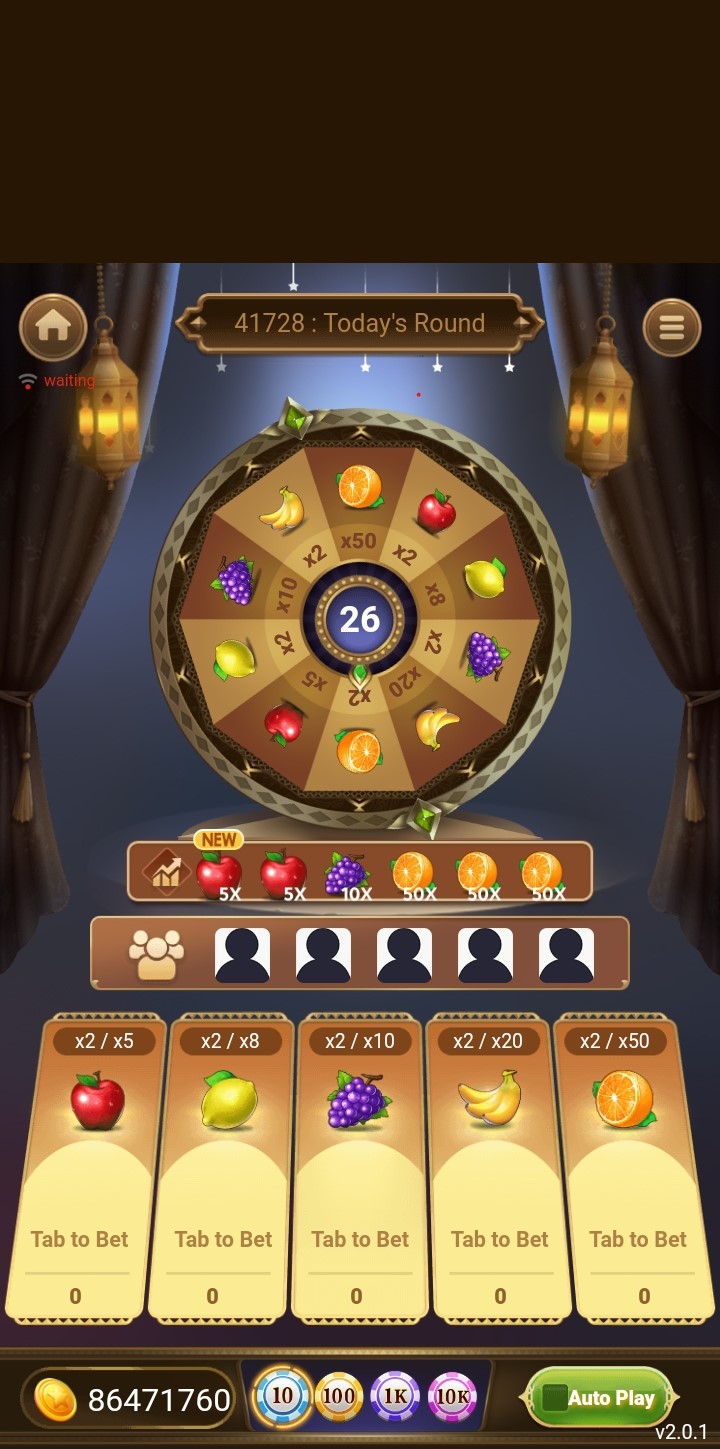 41728 : Today's Round
waiting
x50
x2
x2
x10
x8
26
x2
x2
x5
x20
x2
NEW
5X
5X
10X
50X
50X
50X
x2 / x5
x2 / x8
x2 / x10
x2 / x20
x2 / x50
Tab to Bet
Tab to Bet
Tab to Bet
Tab to Bet
Tab to Bet
0
0
0
0
0
86471760
10
100
1K
10K
Auto Play
v2.0.1